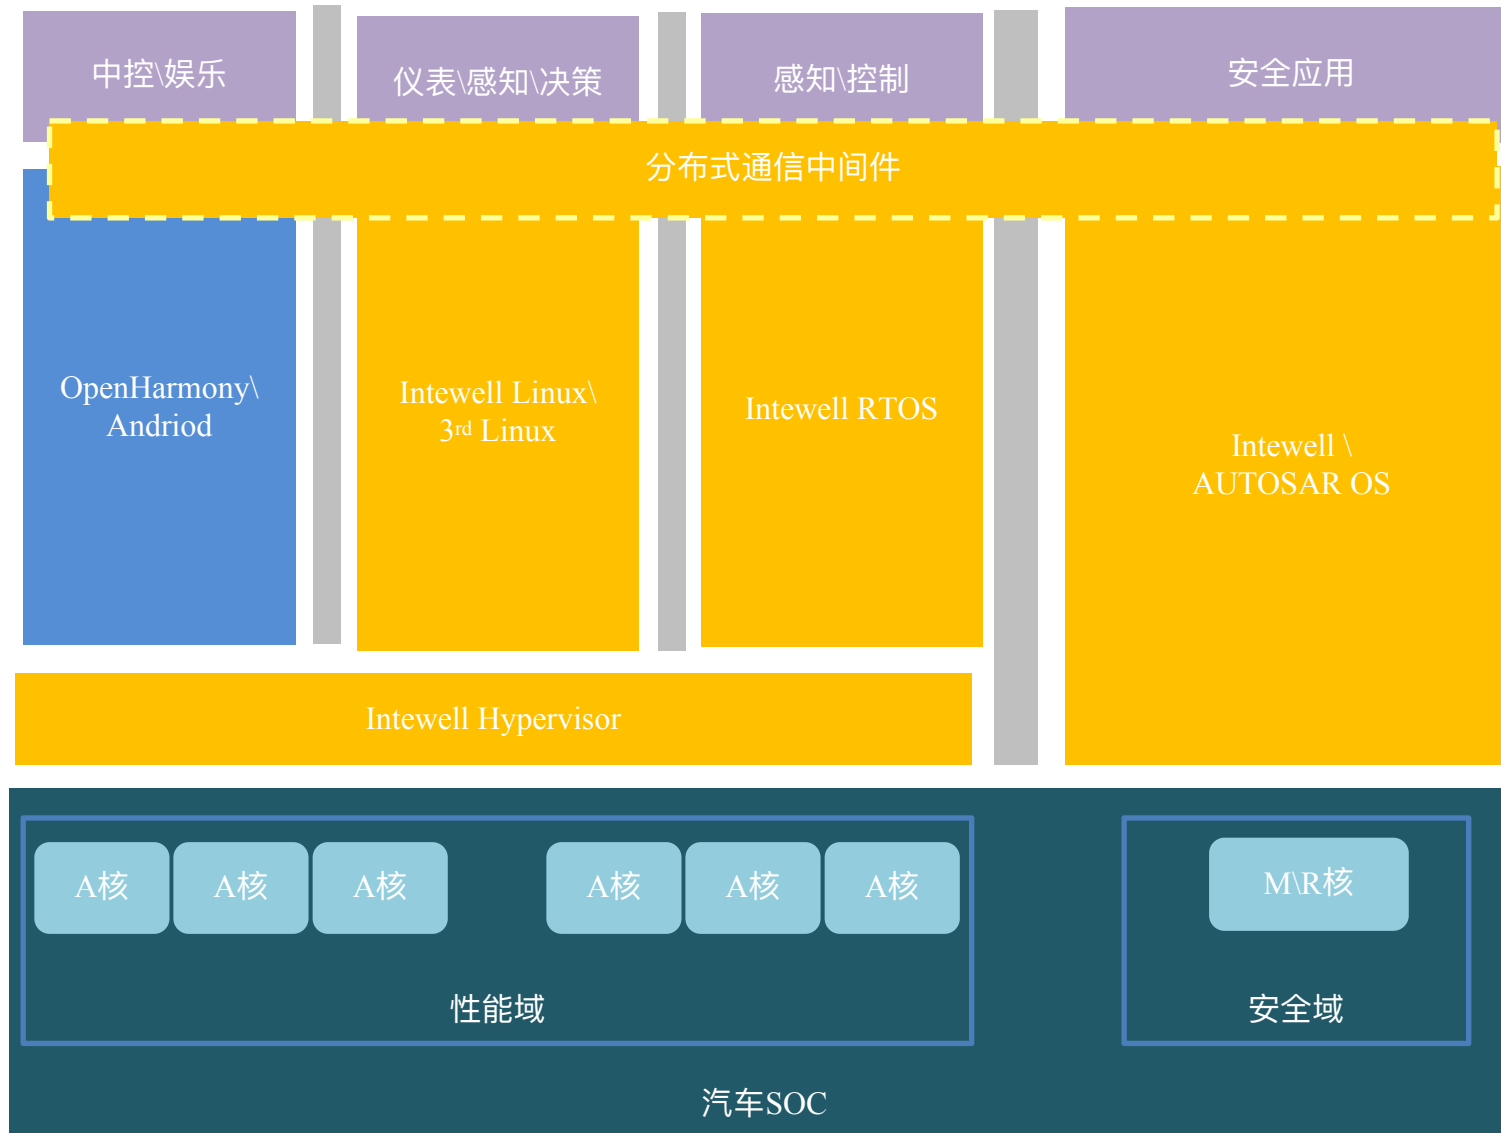 中控\娱乐
仪表\感知\决策
感知\控制
安全应用
分布式通信中间件
OpenHarmony\
Andriod
Intewell Linux\
3rd Linux
Intewell RTOS
Intewell \
AUTOSAR OS
Intewell Hypervisor
A核
A核
A核
A核
A核
A核
M\R核
性能域
安全域
汽车SOC